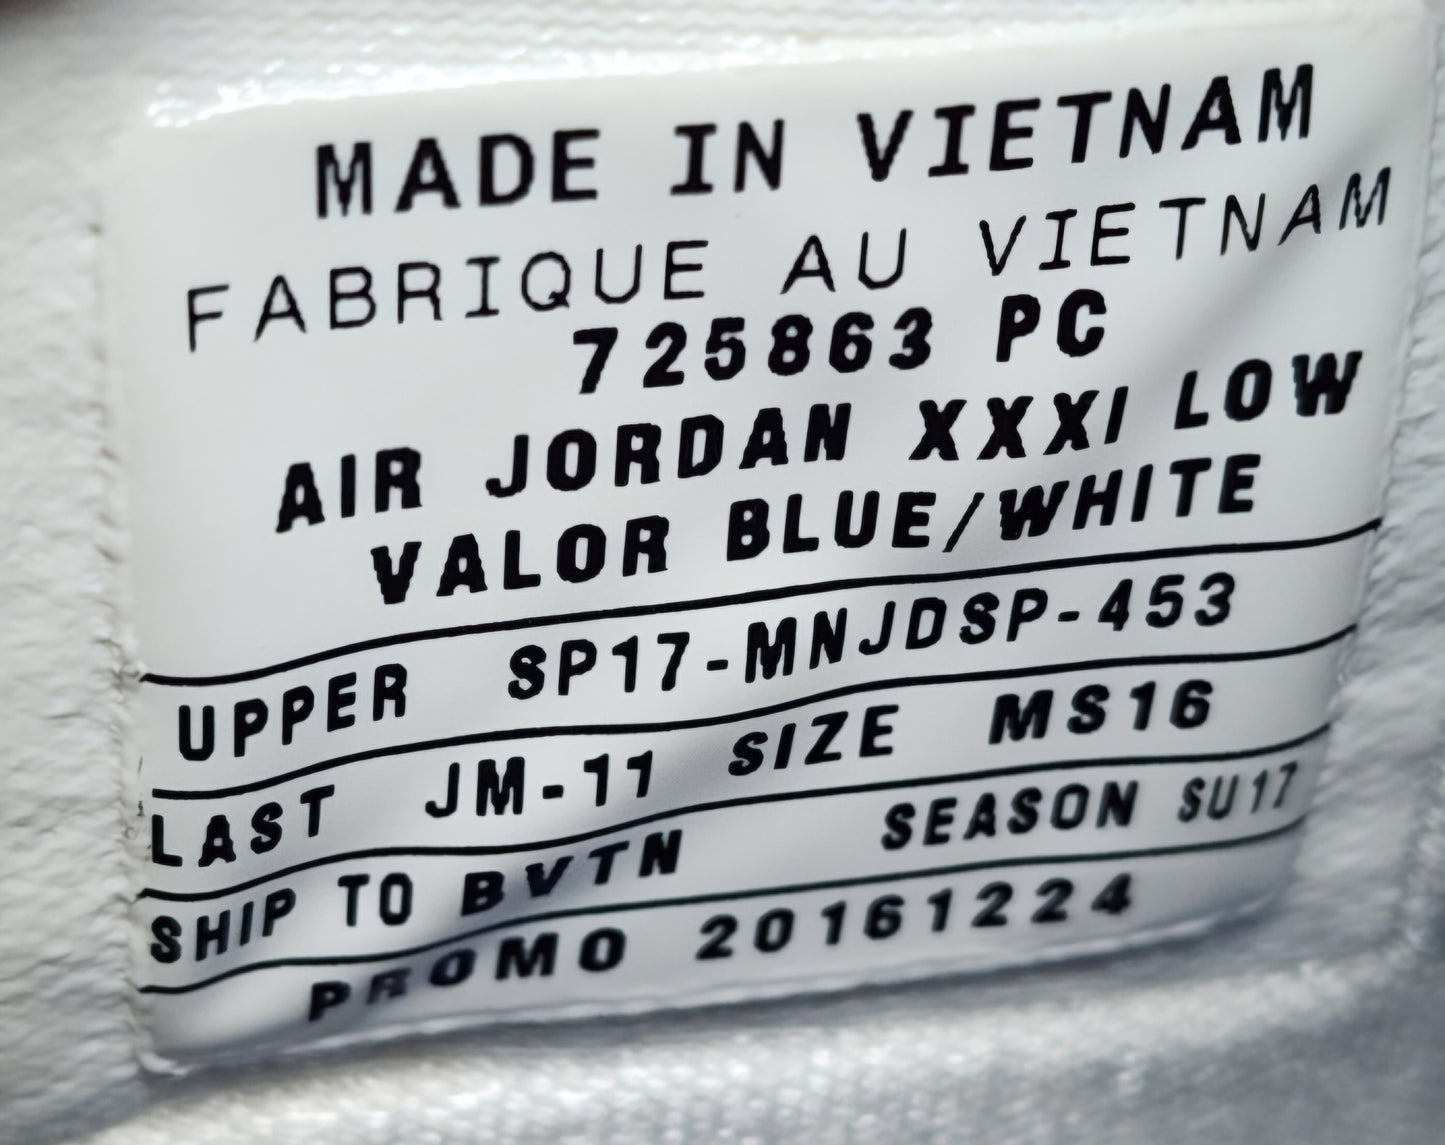 MADE IN VIETNAM
FABRIQUE AU VIETNAM
725863 PC
AIR JORDAN XXXI LOW
VALOR BLUE/WHITE
UPPER SP17-MNJDSP-453
LAST JM-11 SIZE MS16
SHIP TO BVTN SEASON SU17
PROMO 20161224